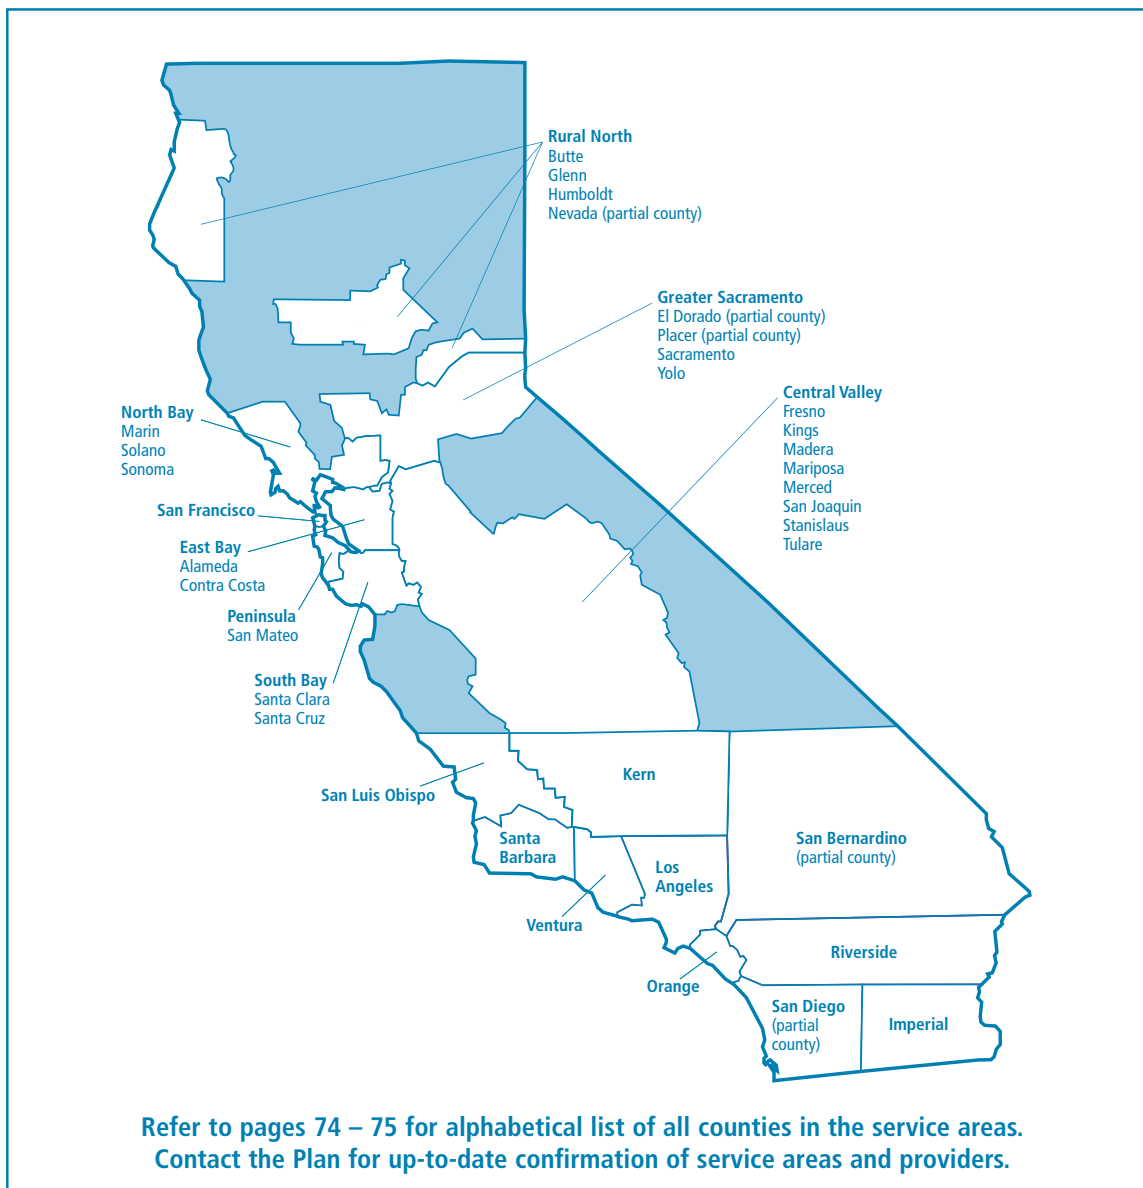 Rural North
Butte
Glenn
Humboldt
Nevada (partial county)
Greater Sacramento
El Dorado (partial county)
Placer (partial county)
Sacramento
Yolo
Central Valley
Fresno
Kings
Madera
Mariposa
Merced
San Joaquin
Stanislaus
Tulare
North Bay
Marin
Solano
Sonoma
San Francisco
East Bay
Alameda
Contra Costa
Peninsula
San Mateo
South Bay
Santa Clara
Santa Cruz
San Luis Obispo
Kern
Santa
Barbara
Los
Angeles
San Bernardino
(partial county)
Ventura
Orange
Riverside
San Diego
(partial
county)
Imperial
Refer to pages 74 – 75 for alphabetical list of all counties in the service areas.
Contact the Plan for up-to-date confirmation of service areas and providers.